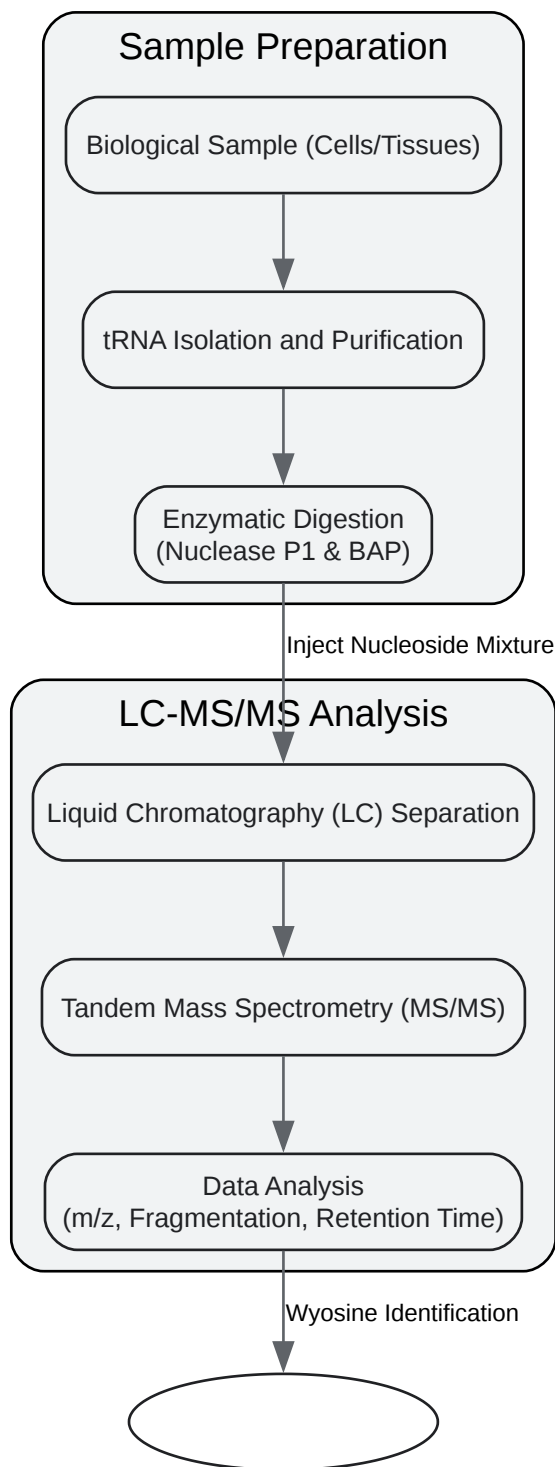 Sample Preparation
Biological Sample (Cells/Tissues)
tRNA Isolation and Purification
Enzymatic Digestion
(Nuclease P1 & BAP)
Inject Nucleoside Mixture
LC-MS/MS Analysis
Liquid Chromatography (LC) Separation
Tandem Mass Spectrometry (MS/MS)
Data Analysis
(m/z, Fragmentation, Retention Time)
Wyosine Identification